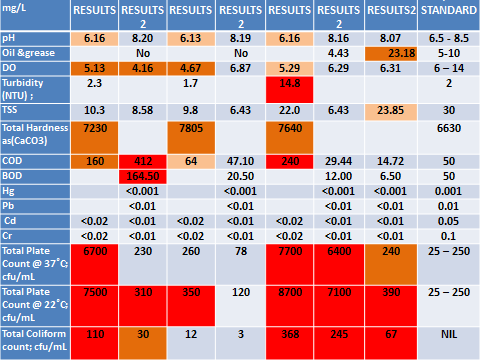 mg/L RESULTS RESULTS 2 RESULTS RESULTS 2 RESULTS RESULTS 2 RESULTS2 STANDARD
pH 6.16 8.20 6.13 8.19 6.16 8.16 8.07 6.5 - 8.5
Oil &grease No No 4.43 23.18 5-10
DO 5.13 4.16 4.67 6.87 5.29 6.29 6.31 6 – 14
Turbidity (NTU) ; 2.3 1.7 14.8 2
TSS 10.3 8.58 9.8 6.43 22.0 6.43 23.85 30
Total Hardness as(CaCO3) 7230 7805 7640 6630
COD 160 412 64 47.10 240 29.44 14.72 50
BOD 164.50 20.50 12.00 6.50 50
Hg <0.001 <0.001 <0.001 <0.001 0.001
Pb <0.01 <0.01 <0.01 <0.01 0.01
Cd <0.02 <0.01 <0.02 <0.01 <0.02 <0.01 <0.01 0.05
Cr <0.02 <0.01 <0.02 <0.01 <0.02 <0.01 <0.01 0.1
Total Plate Count @ 37˚C; cfu/mL 6700 230 260 78 7700 6400 240 25 – 250
Total Plate Count @ 22˚C; cfu/mL 7500 310 350 120 8700 7100 390 25 – 250
Total Coliform count; cfu/mL 110 30 12 3 368 245 67 NIL